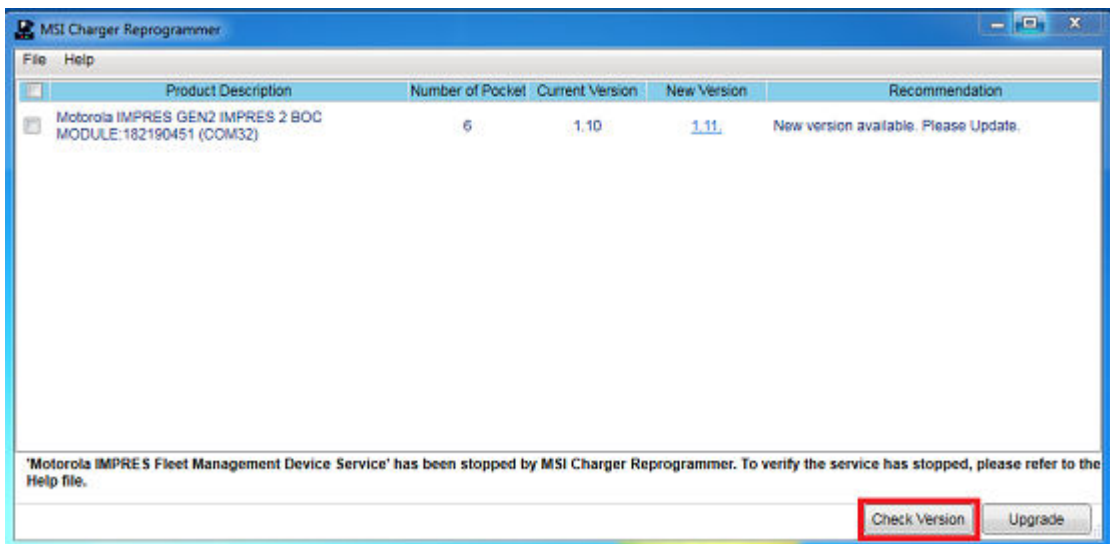 MSI Charger Reprogrammer
File Help
Product Description Number of Pocket Current Version New Version Recommendation
Motorola IMPRES GEN2 IMPRES 2 BOC
MODULE:182190451 (COM32) 6 1.10 1.11. New version available. Please Update.
'Motorola IMPRES Fleet Management Device Service' has been stopped by MSI Charger Reprogrammer. To verify the service has stopped, please refer to the
Help file.
Check Version Upgrade